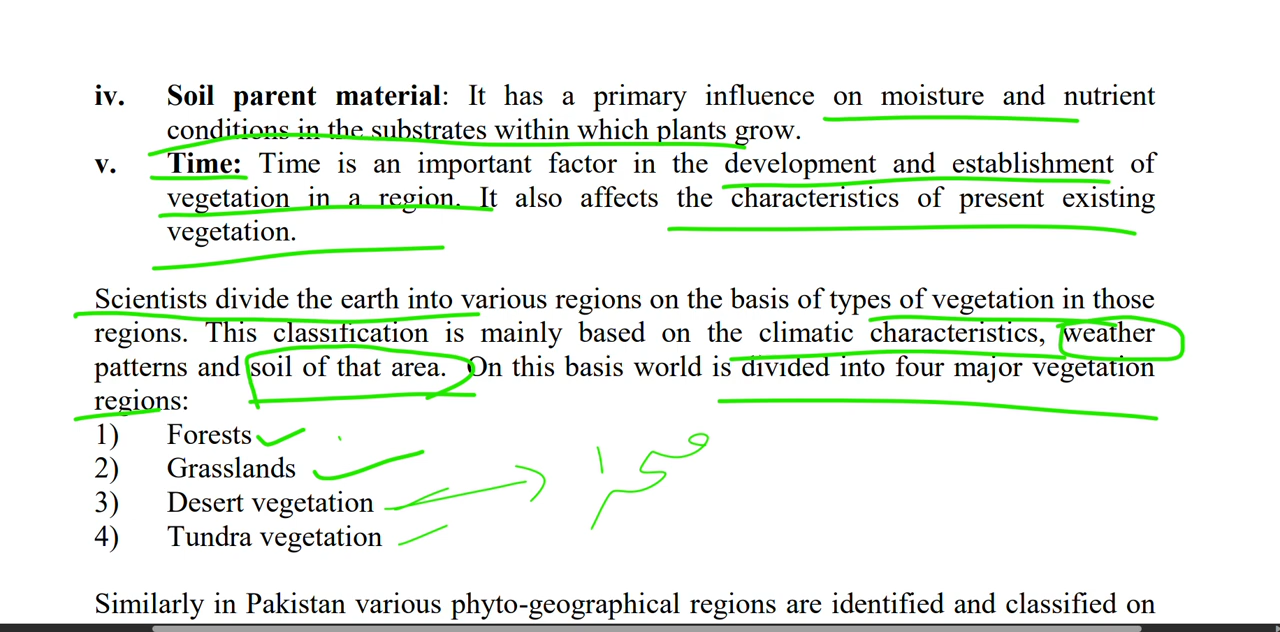 iv. Soil parent material: It has a primary influence on moisture and nutrient
conditions in the substrates within which plants grow.
v. Time: Time is an important factor in the development and establishment of
vegetation in a region. It also affects the characteristics of present existing
vegetation.
Scientists divide the earth into various regions on the basis of types of vegetation in those
regions. This classification is mainly based on the climatic characteristics, weather
patterns and soil of that area. On this basis world is divided into four major vegetation
regions:
1) Forests
2) Grasslands
3) Desert vegetation
4) Tundra vegetation
Similarly in Pakistan various phyto-geographical regions are identified and classified on